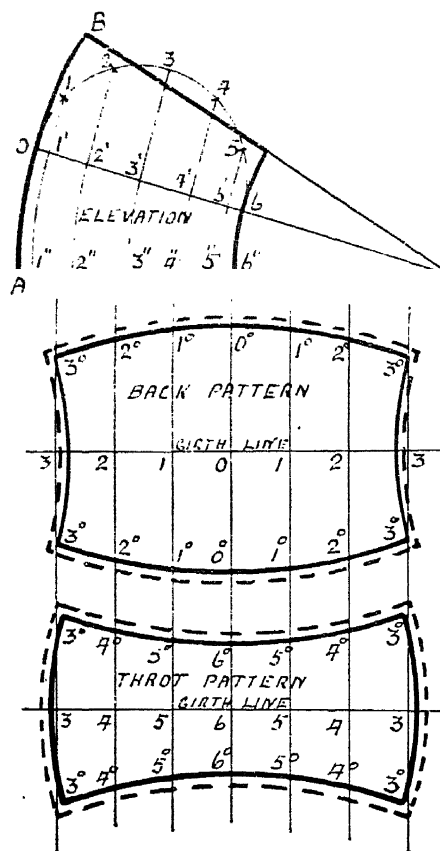 B
1 2 3 4 5
0 1' 2' 3' 4' 5' 6
ELEVATION
1" 2" 3" 4" 5" 6"
A
3° 2° 1° 0° 1° 2° 3°
BACK PATTERN
GIRTH LINE
3 2 1 0 1 2 3
3° 2° 1° 0° 1° 2° 3°
3° 4° 5° 6° 5° 4° 3°
THROT PATTERN
GIRTH LINE
3 4 5 6 5 4 3
3° 4° 5° 6° 5° 4° 3°